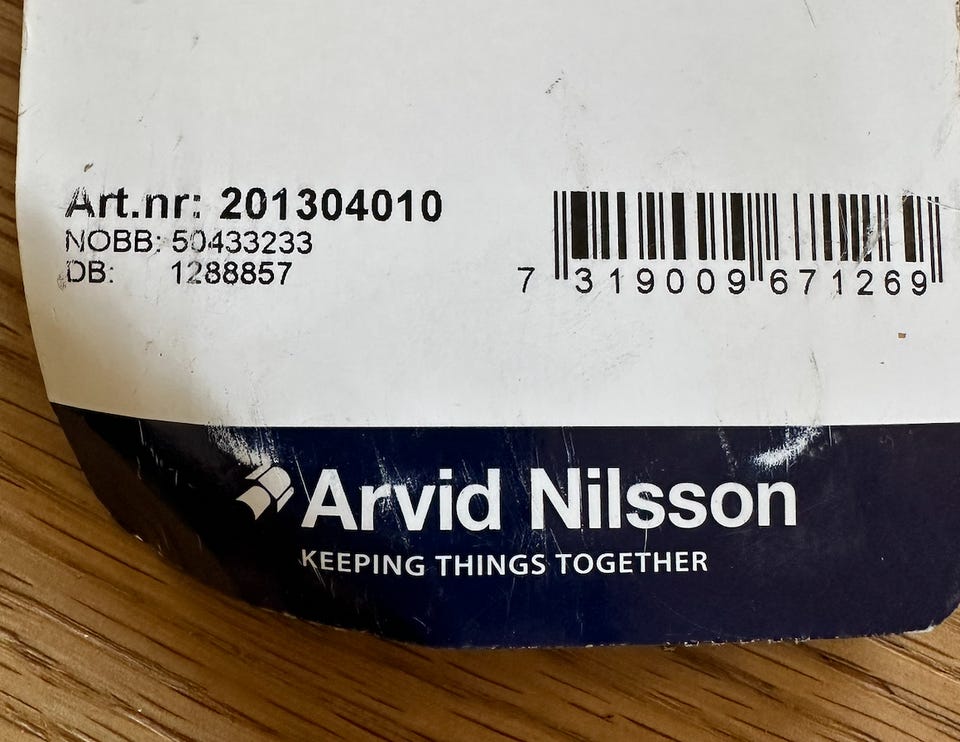 Art.nr: 201304010
NOBB: 50433233
DB: 1288857
7 319009 671269
Arvid Nilsson
KEEPING THINGS TOGETHER